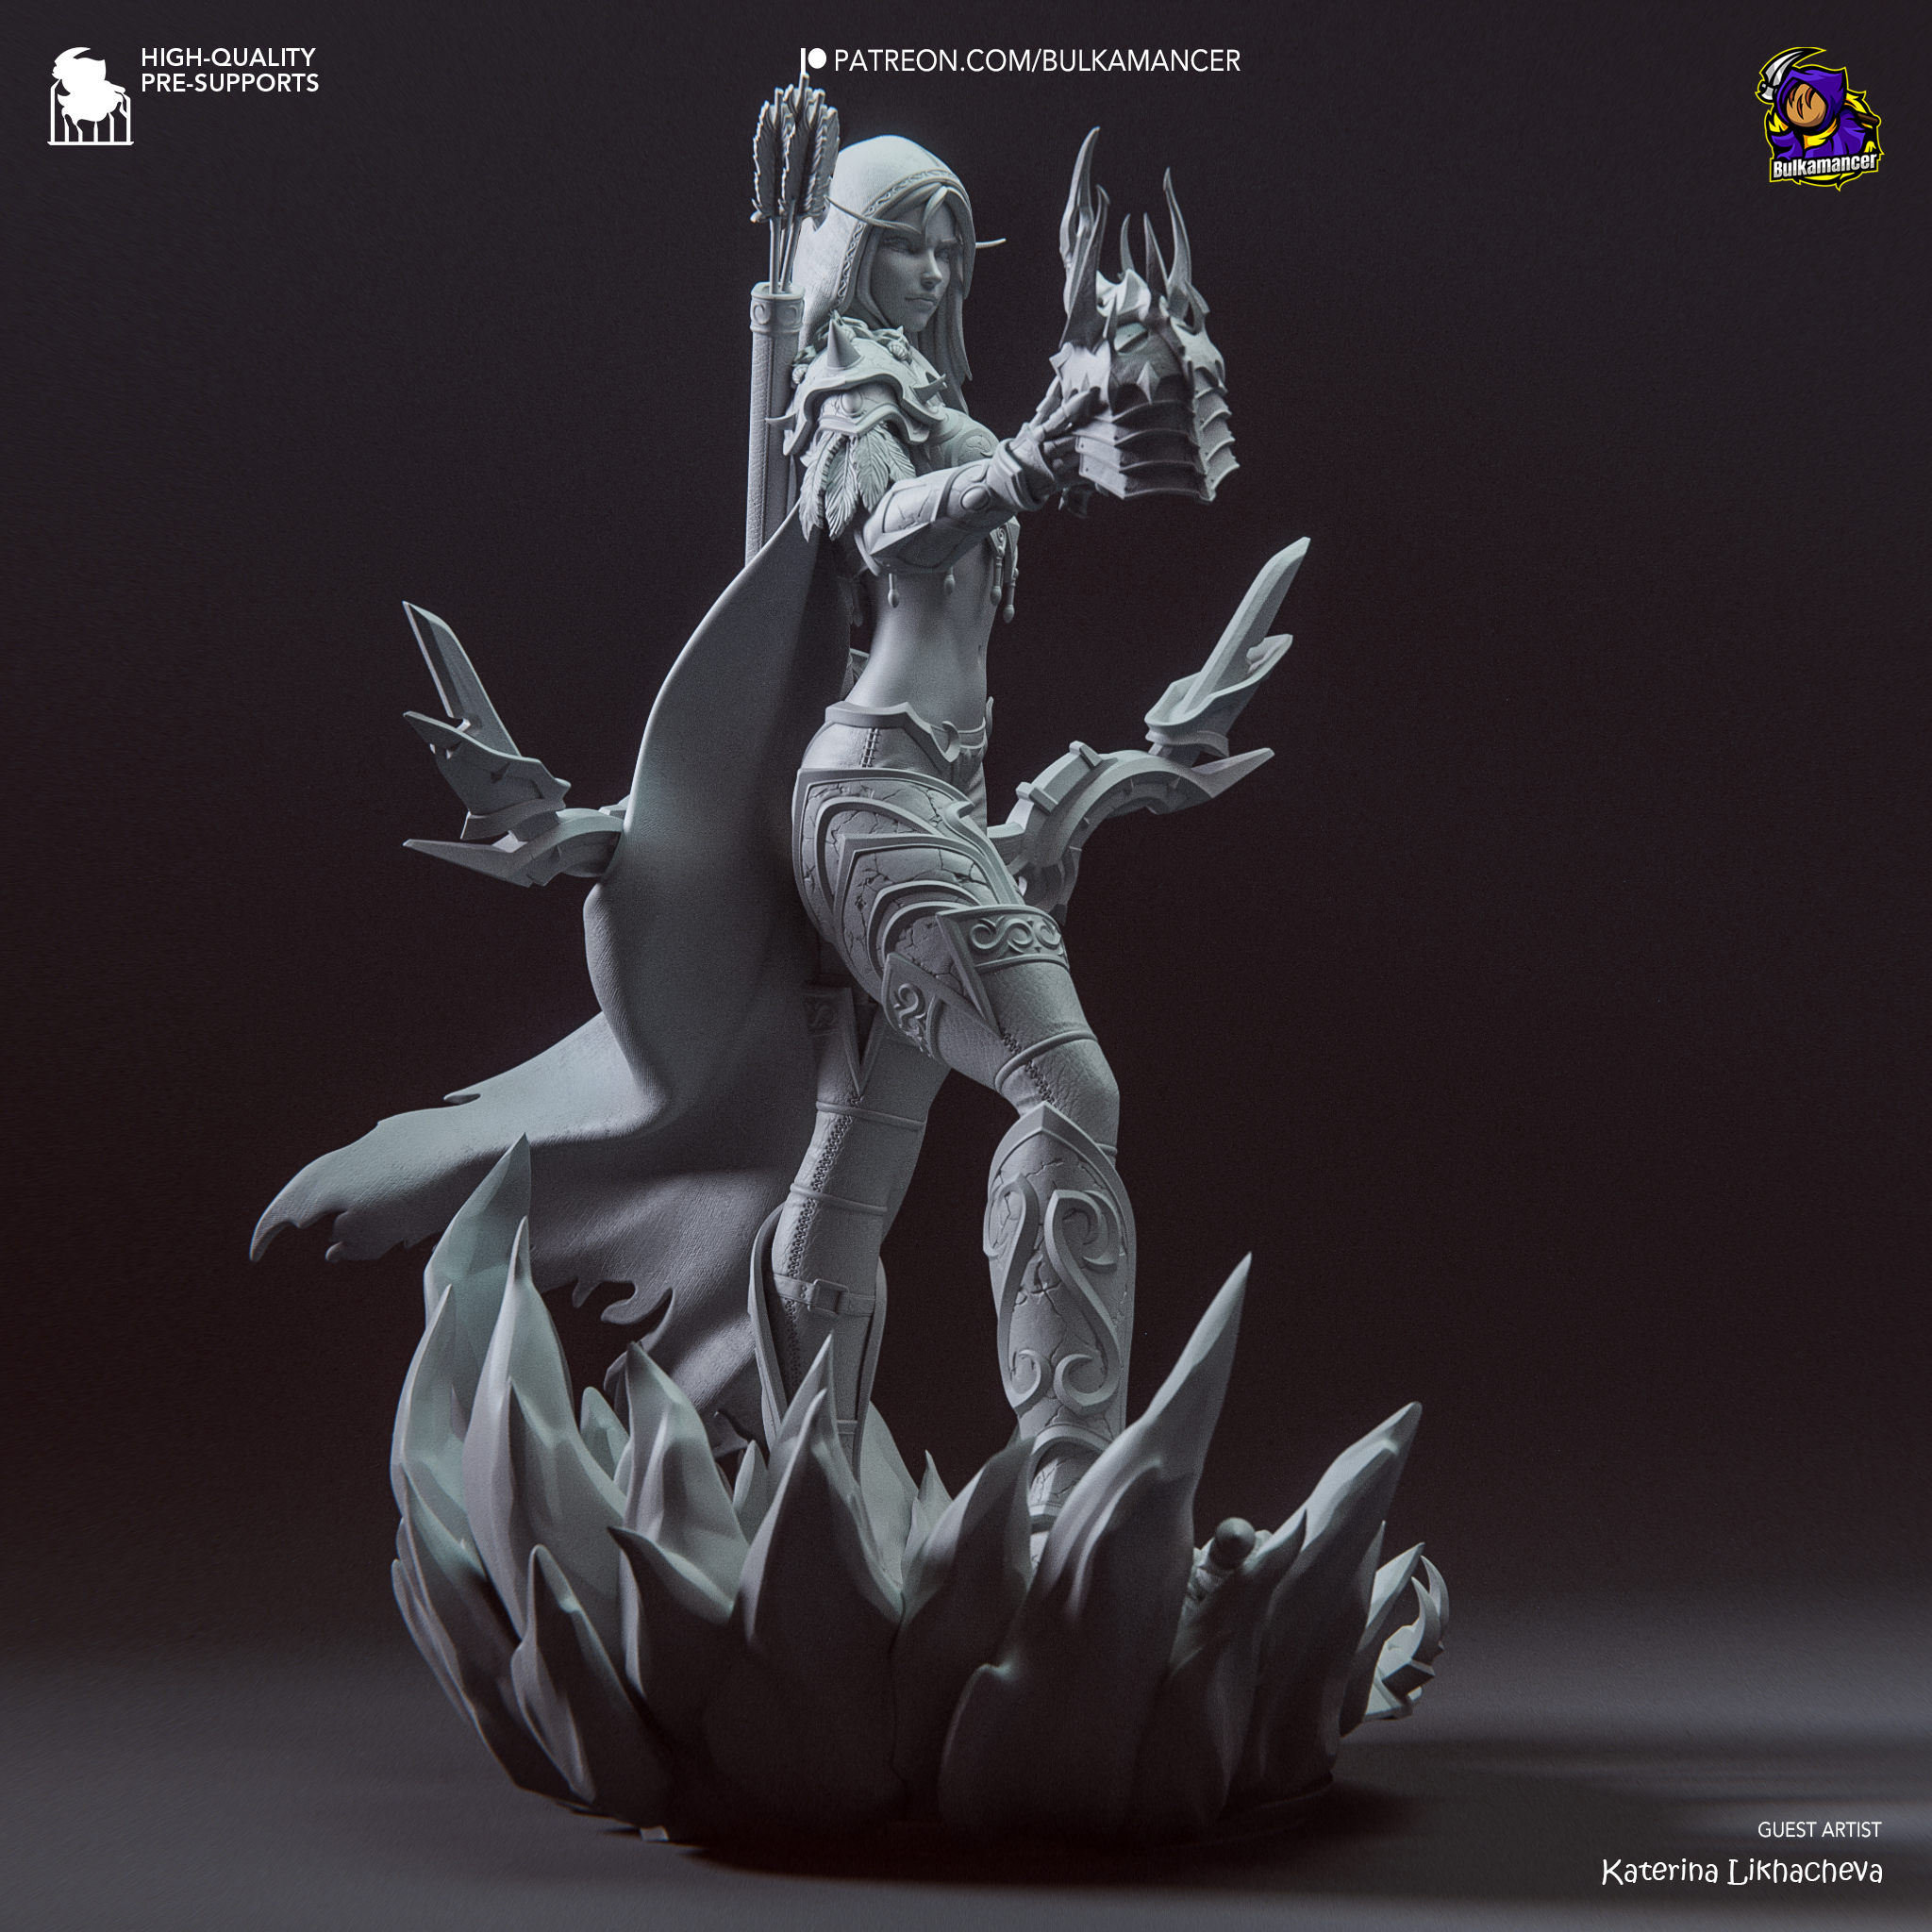 HIGH-QUALITY
PRE-SUPPORTS
PATREON.COM/BULKAMANCER
Bulkamancer
GUEST ARTIST
Katerina Likhacheva